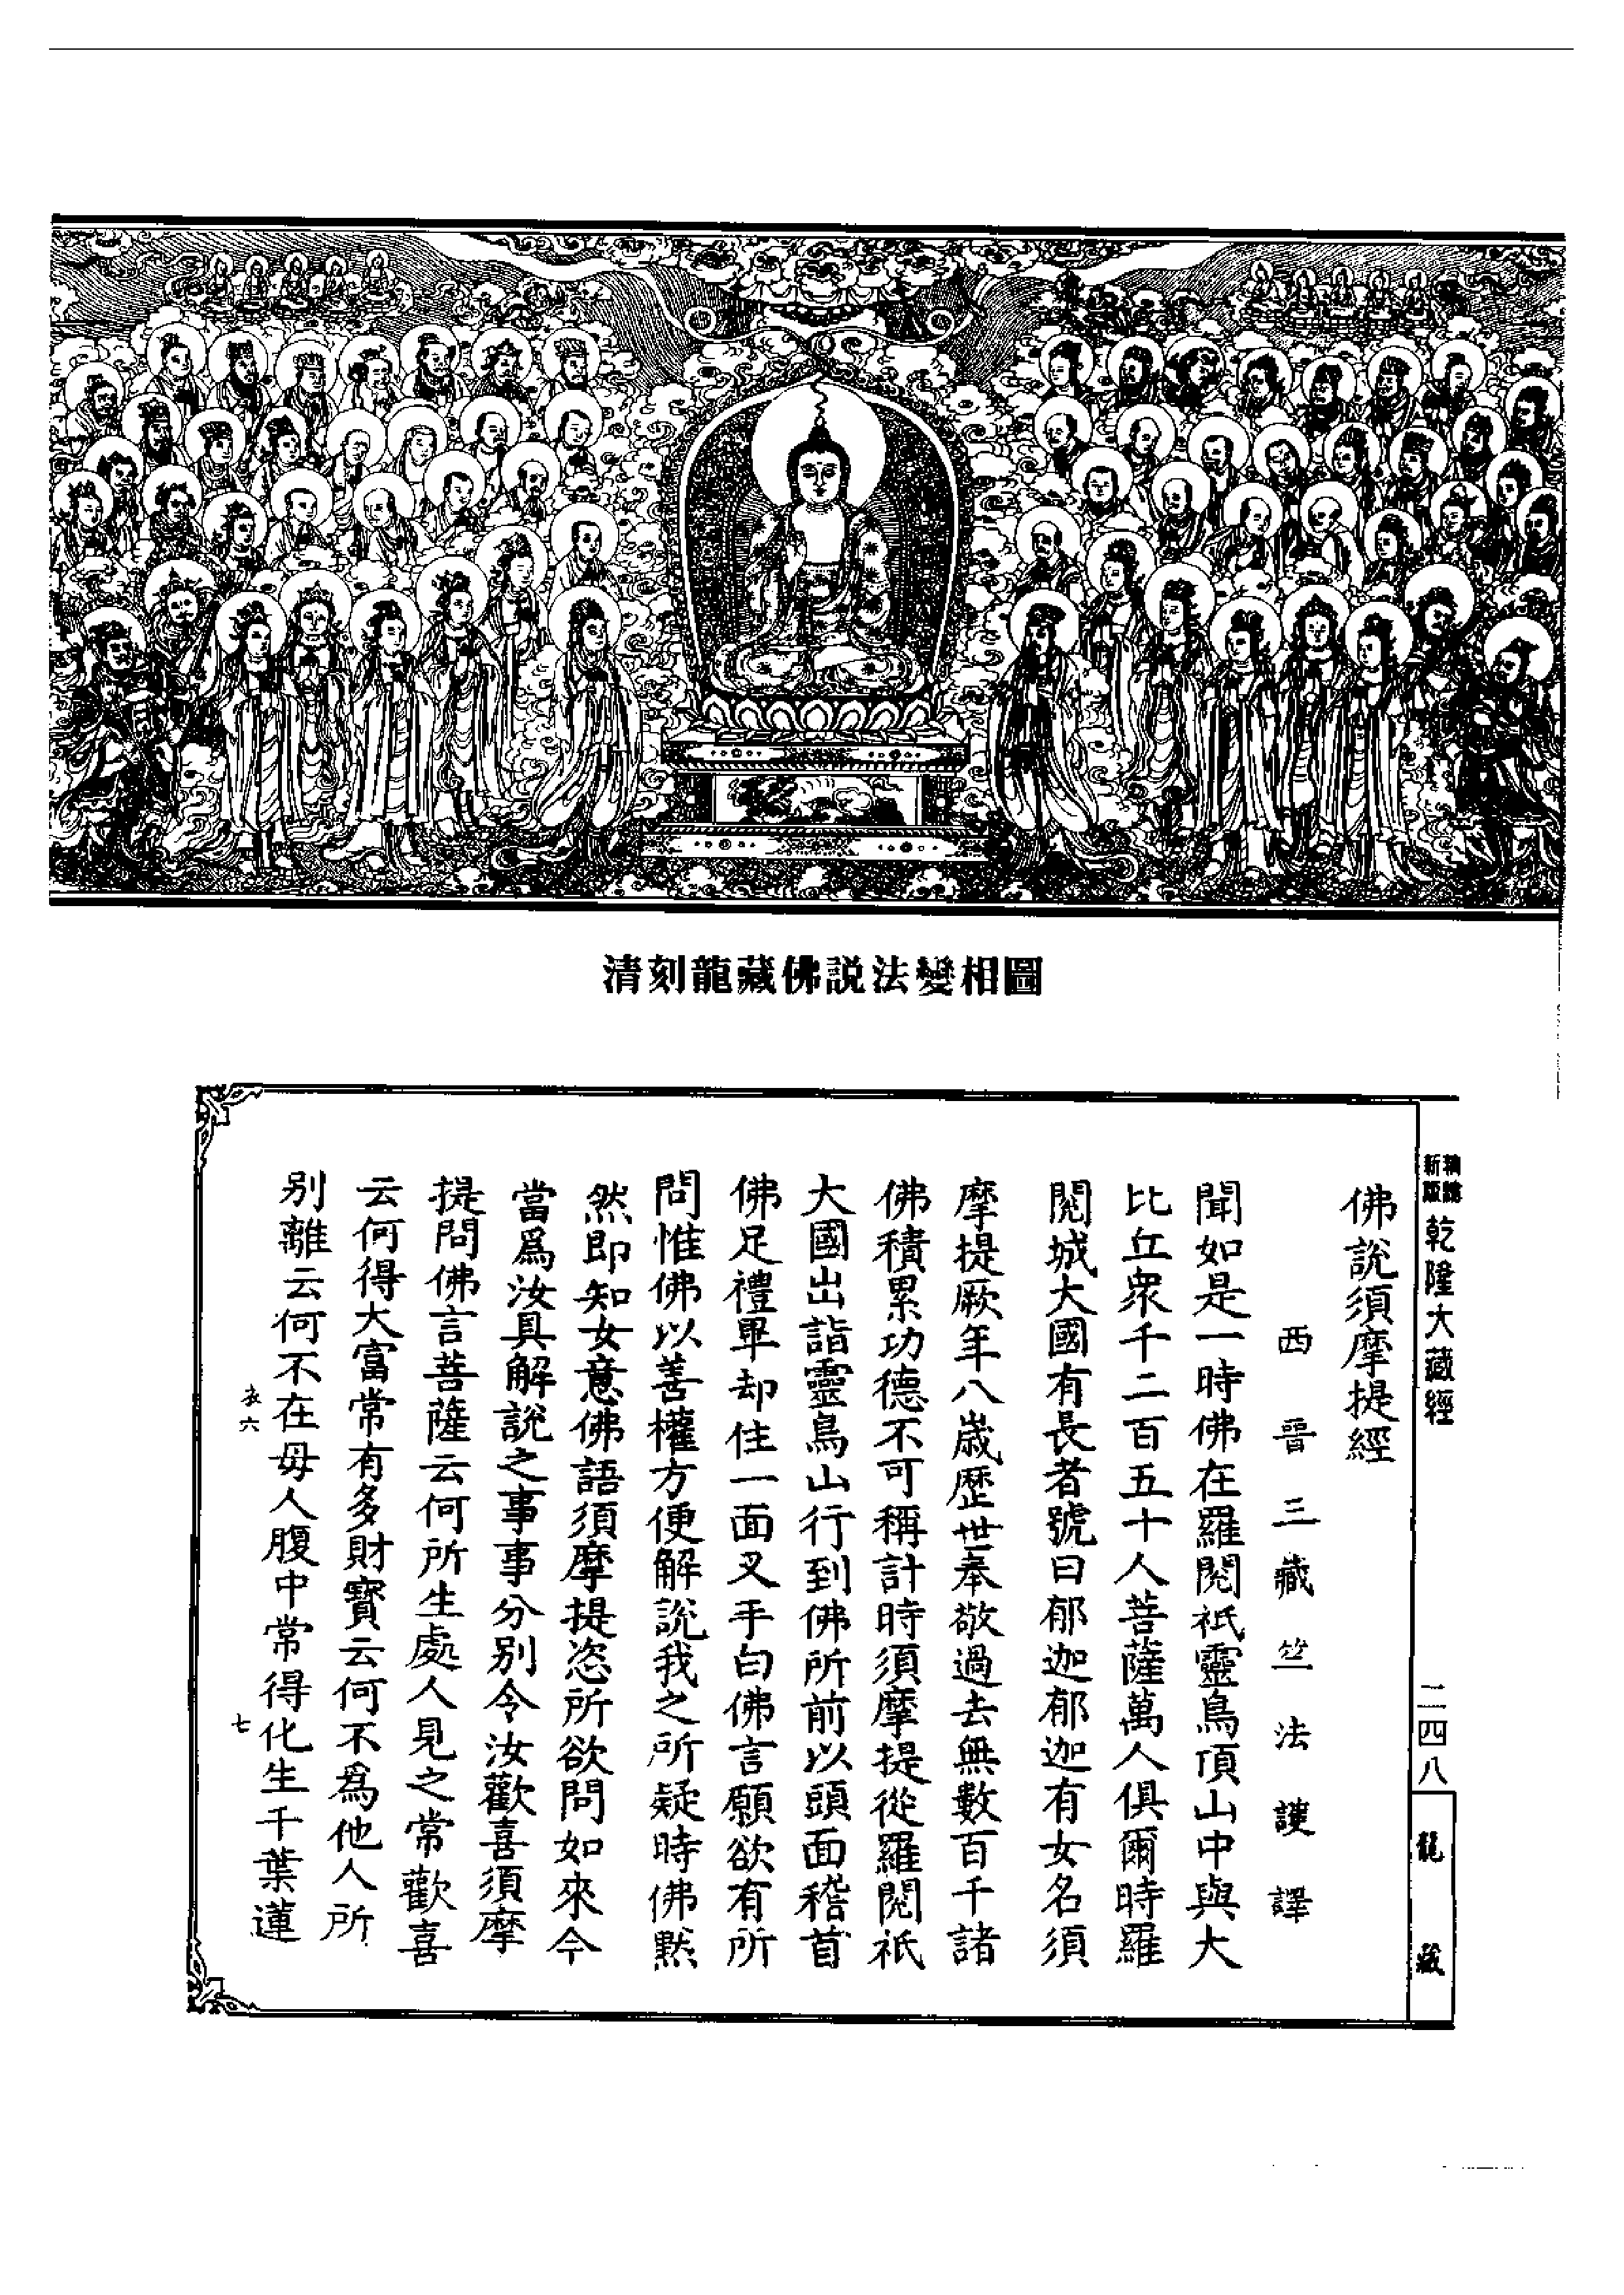 清刻龍藏佛説法變相圖
新版
乾隆大藏經
二四八
龍藏
佛說須摩提經
西晉三藏竺法護譯
聞如是一時佛在羅閱祇靈鳥頂山中與大
比丘衆千二百五十人菩薩萬人俱爾時羅
閱城大國有長者號曰郁迦郁迦有女名須
摩提厥年八歲歷世奉敬過去無數百千諸
佛積累功德不可稱計時須摩提從羅閱祇
大國出詣靈鳥山行到佛所前以頭面稽首
佛足禮畢却住一面叉手白佛言願欲有所
問惟佛以善權方便解說我之所疑時佛默
然即知女意佛語須摩提恣所欲問如來今
當爲汝具解說之事事分别令汝歡喜須摩
提問佛言菩薩云何所生處人見之常歡喜
云何得大富常有多財寶云何不爲他人所
别離云何不在母人腹中常得化生千葉蓮
衣六
七